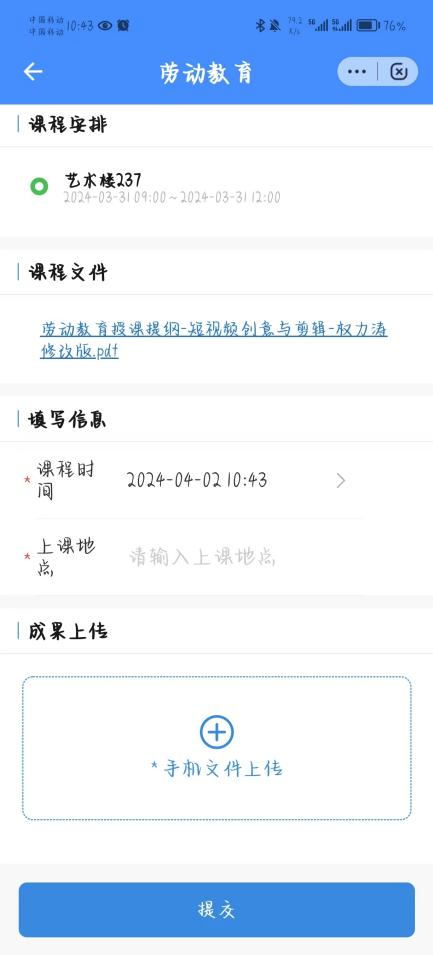 中国移动
中国移动
10:43
79.2
K/s
5G
5G
76%
劳动教育
课程安排
艺术楼237
2024-03-31 09:00 ~ 2024-03-31 12:00
课程文件
劳动教育授课提纲-短视频创意与剪辑-权力涛
修改版.pdf
填写信息
* 课程时
间
2024-04-02 10:43
* 上课地
点
请输入上课地点
成果上传
* 手机文件上传
提交